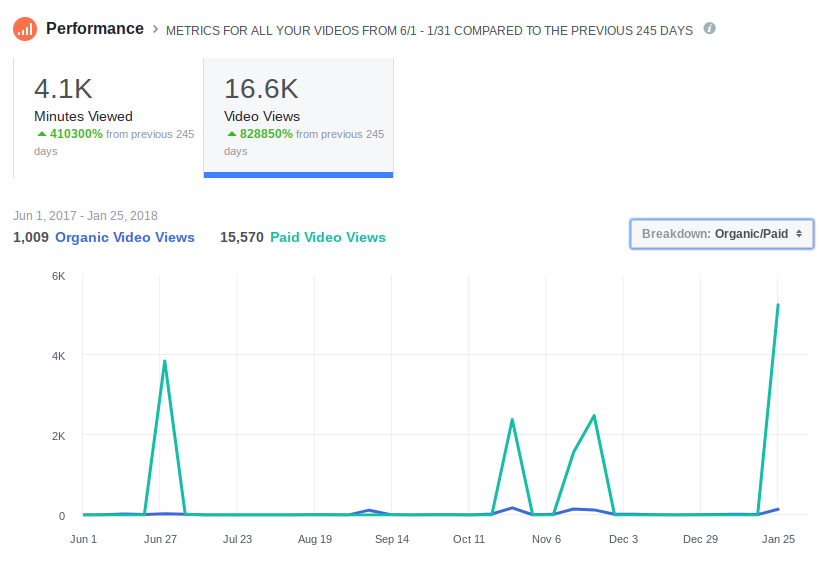 Performance › METRICS FOR ALL YOUR VIDEOS FROM 6/1 - 1/31 COMPARED TO THE PREVIOUS 245 DAYS i
4.1K
Minutes Viewed
410300% from previous 245
days
16.6K
Video Views
828850% from previous 245
days
Jun 1, 2017 - Jan 25, 2018
1,009 Organic Video Views 15,570 Paid Video Views
Breakdown: Organic/Paid
6K
4K
2K
0
Jun 1 Jun 27 Jul 23 Aug 19 Sep 14 Oct 11 Nov 6 Dec 3 Dec 29 Jan 25